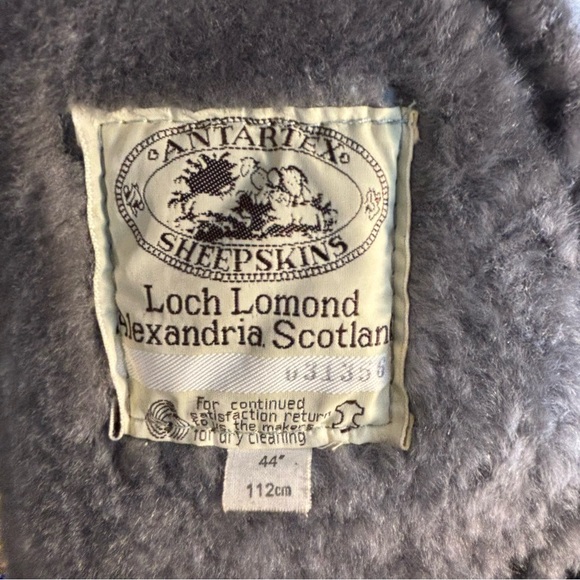 ANTARTEX
SHEEPSKINS
Loch Lomond
Alexandria, Scotland
031356
For continued
satisfaction return
to us, the makers
for dry cleaning
44"
112cm